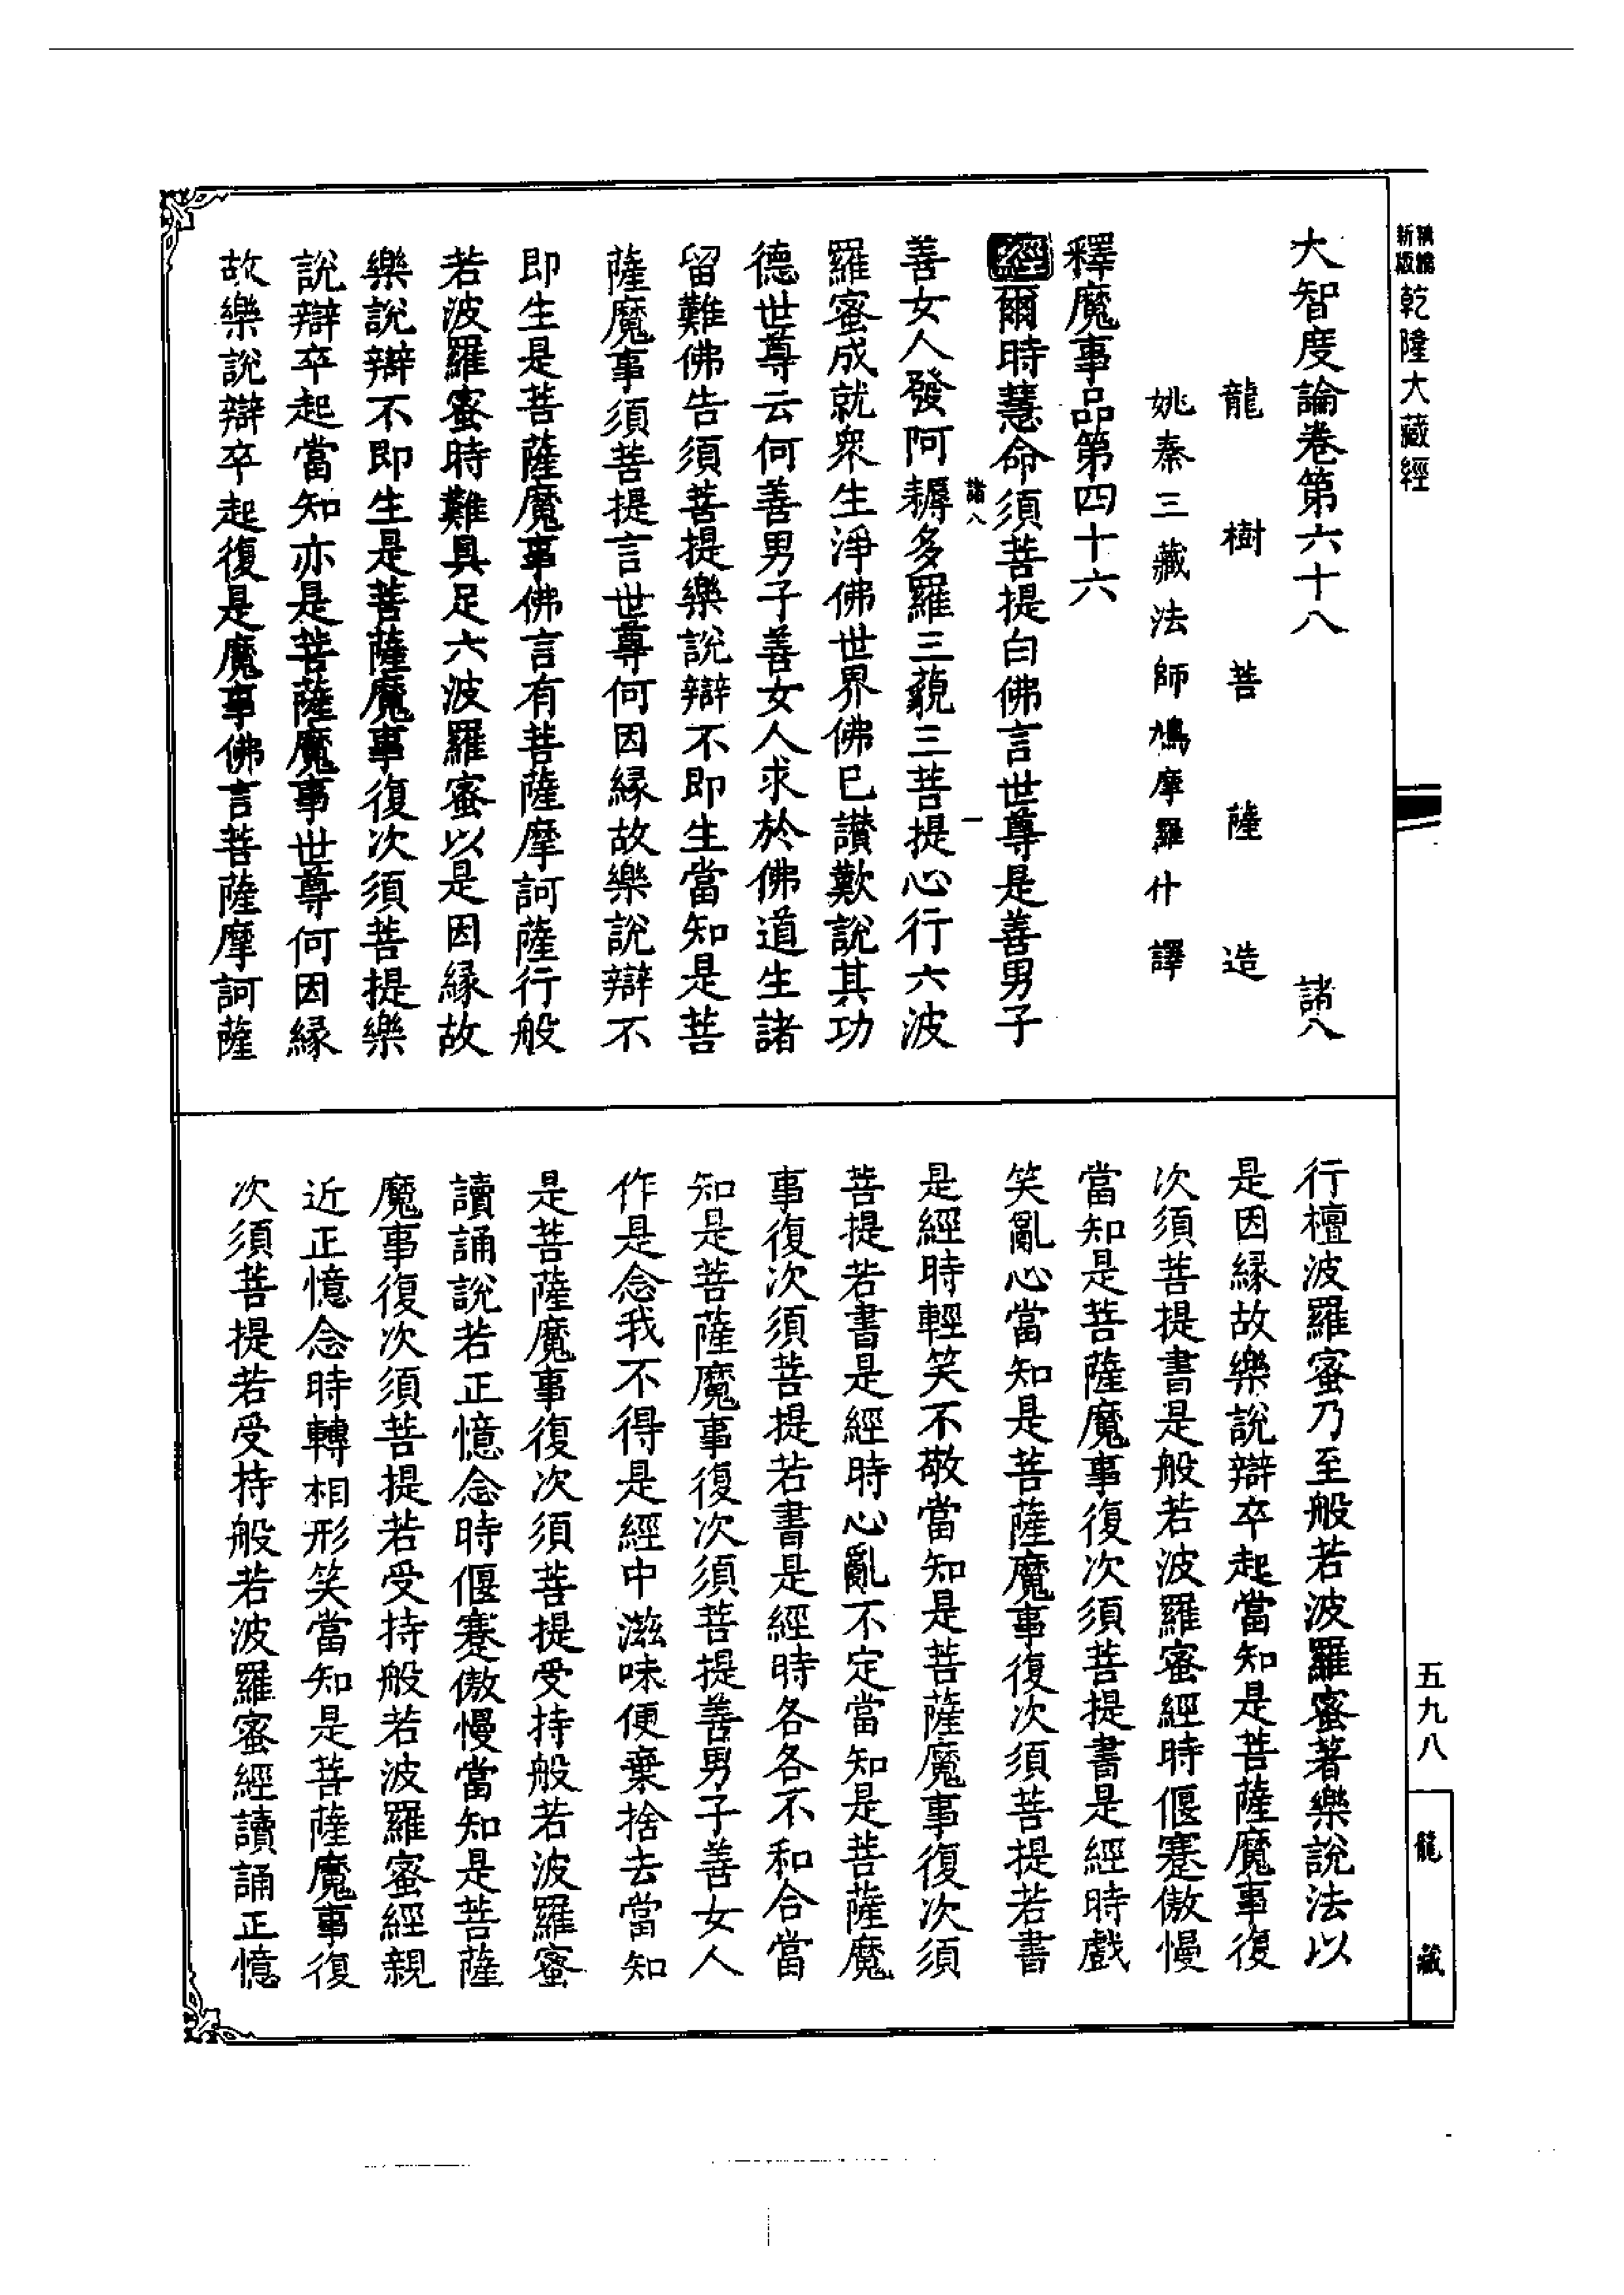 新版精縮乾隆大藏經
大智度論卷第六十八 諸八
龍樹菩薩造
姚秦三藏法師鳩摩羅什譯
釋魔事品第四十六
經爾時慧命須菩提白佛言世尊是善男子
諸八 一
善女人發阿耨多羅三藐三菩提心行六波
羅蜜成就衆生淨佛世界佛已讃歎說其功
德世尊云何善男子善女人求於佛道生諸
留難佛告須菩提樂說辯不即生當知是菩
薩魔事須菩提言世尊何因緣故樂說辯不
即生是菩薩魔事佛言有菩薩摩訶薩行般
若波羅蜜時難具足六波羅蜜以是因緣故
樂說辯不即生是菩薩魔事復次須菩提樂
說辯卒起當知亦是菩薩魔事世尊何因緣
故樂說辯卒起復是魔事佛言菩薩摩訶薩
行檀波羅蜜乃至般若波羅蜜著樂說法以
是因緣故樂說辯卒起當知是菩薩魔事復
次須菩提書是般若波羅蜜經時偃蹇傲慢
當知是菩薩魔事復次須菩提書是經時戲
笑亂心當知是菩薩魔事復次須菩提若書
是經時輕笑不敬當知是菩薩魔事復次須
菩提若書是經時心亂不定當知是菩薩魔
事復次須菩提若書是經時各各不和合當
知是菩薩魔事復次須菩提善男子善女人
作是念我不得是經中滋味便棄捨去當知
是菩薩魔事復次須菩提受持般若波羅蜜
讀誦說若正憶念時偃蹇傲慢當知是菩薩
魔事復次須菩提若受持般若波羅蜜經親
近正憶念時轉相形笑當知是菩薩魔事復
次須菩提若受持般若波羅蜜經讀誦正憶
五九八
龍藏